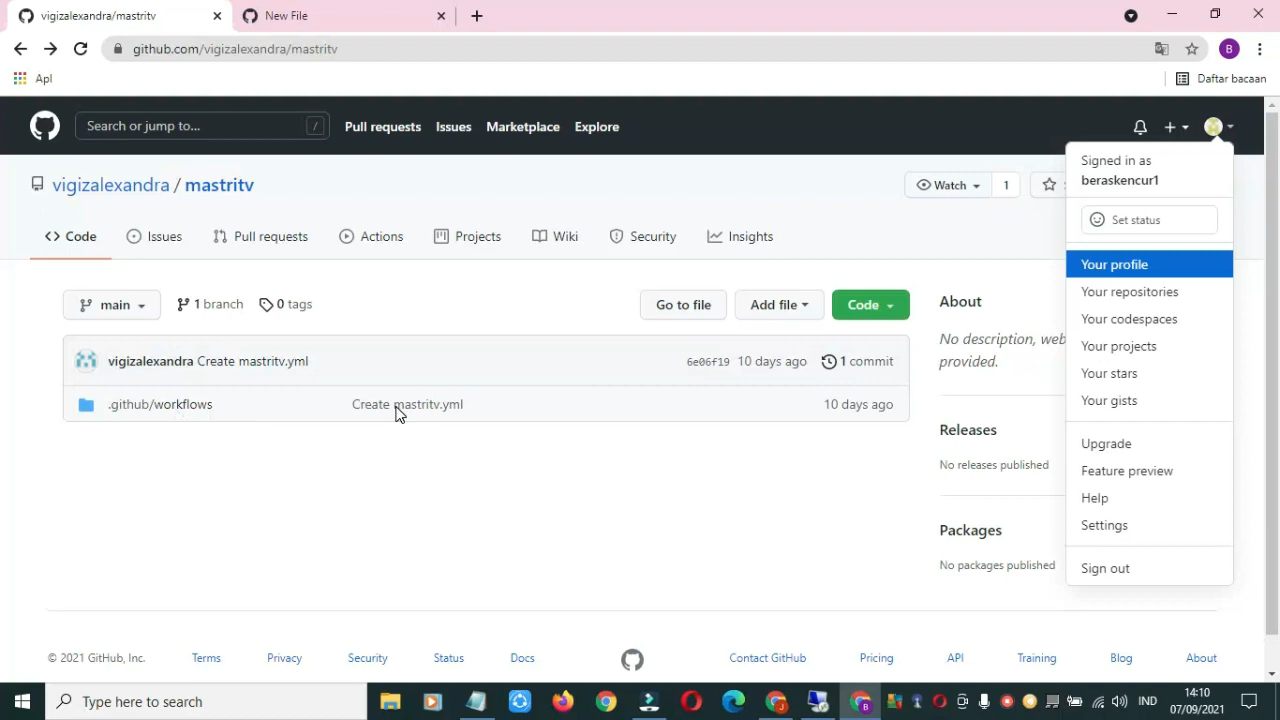 vigizalexandra/mastritv
New File
github.com/vigizalexandra/mastritv
B
Apl
Daftar bacaan
Search or jump to...
/
Pull requests
Issues
Marketplace
Explore
Signed in as
beraskencur1
Set status
Your profile
Your repositories
Your codespaces
Your projects
Your stars
Your gists
Upgrade
Feature preview
Help
Settings
Sign out
vigizalexandra / mastritv
Watch
1
Code
Issues
Pull requests
Actions
Projects
Wiki
Security
Insights
main
1 branch
0 tags
Go to file
Add file
Code
vigizalexandra Create mastritv.yml
6e06f19 10 days ago
1 commit
.github/workflows
Create mastritv.yml
10 days ago
About
No description, web
provided.
Releases
No releases published
Packages
No packages published
© 2021 GitHub, Inc.
Terms
Privacy
Security
Status
Docs
Contact GitHub
Pricing
API
Training
Blog
About
Type here to search
IND
14:10
07/09/2021